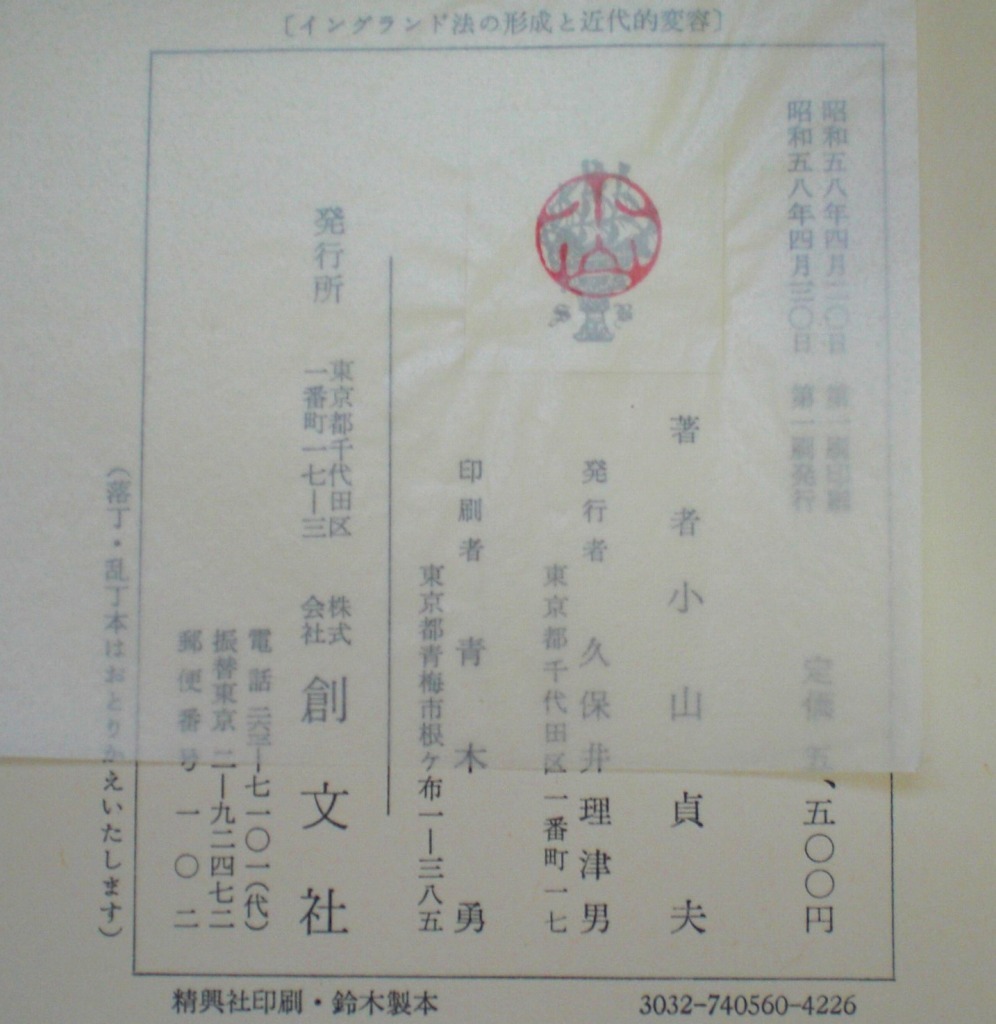 〔イングランド法の形成と近代的変容〕
昭和五八年四月二〇日 第一刷印刷
昭和五八年四月三〇日 第一刷発行
定価 五、五〇〇円
著者 小山貞夫
発行者 久保井理津男
東京都千代田区一番町一七
印刷者 青木勇
東京都青梅市根ケ布一ー三八五
発行所
東京都千代田区
一番町一七ー三
株式
会社
創文社
電話 ー七一〇一(代)
振替東京 二ー九二四七二
郵便番号 一〇二
(落丁・乱丁本はおとりかえいたします)
精興社印刷・鈴木製本
3032-740560-4226